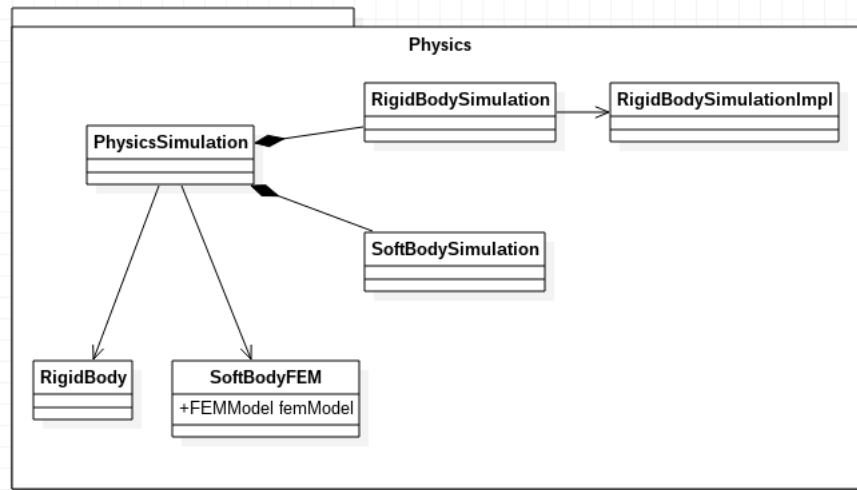 Physics
RigidBodySimulation
RigidBodySimulationImpl
PhysicsSimulation
SoftBodySimulation
RigidBody
SoftBodyFEM
+FEMModel femModel